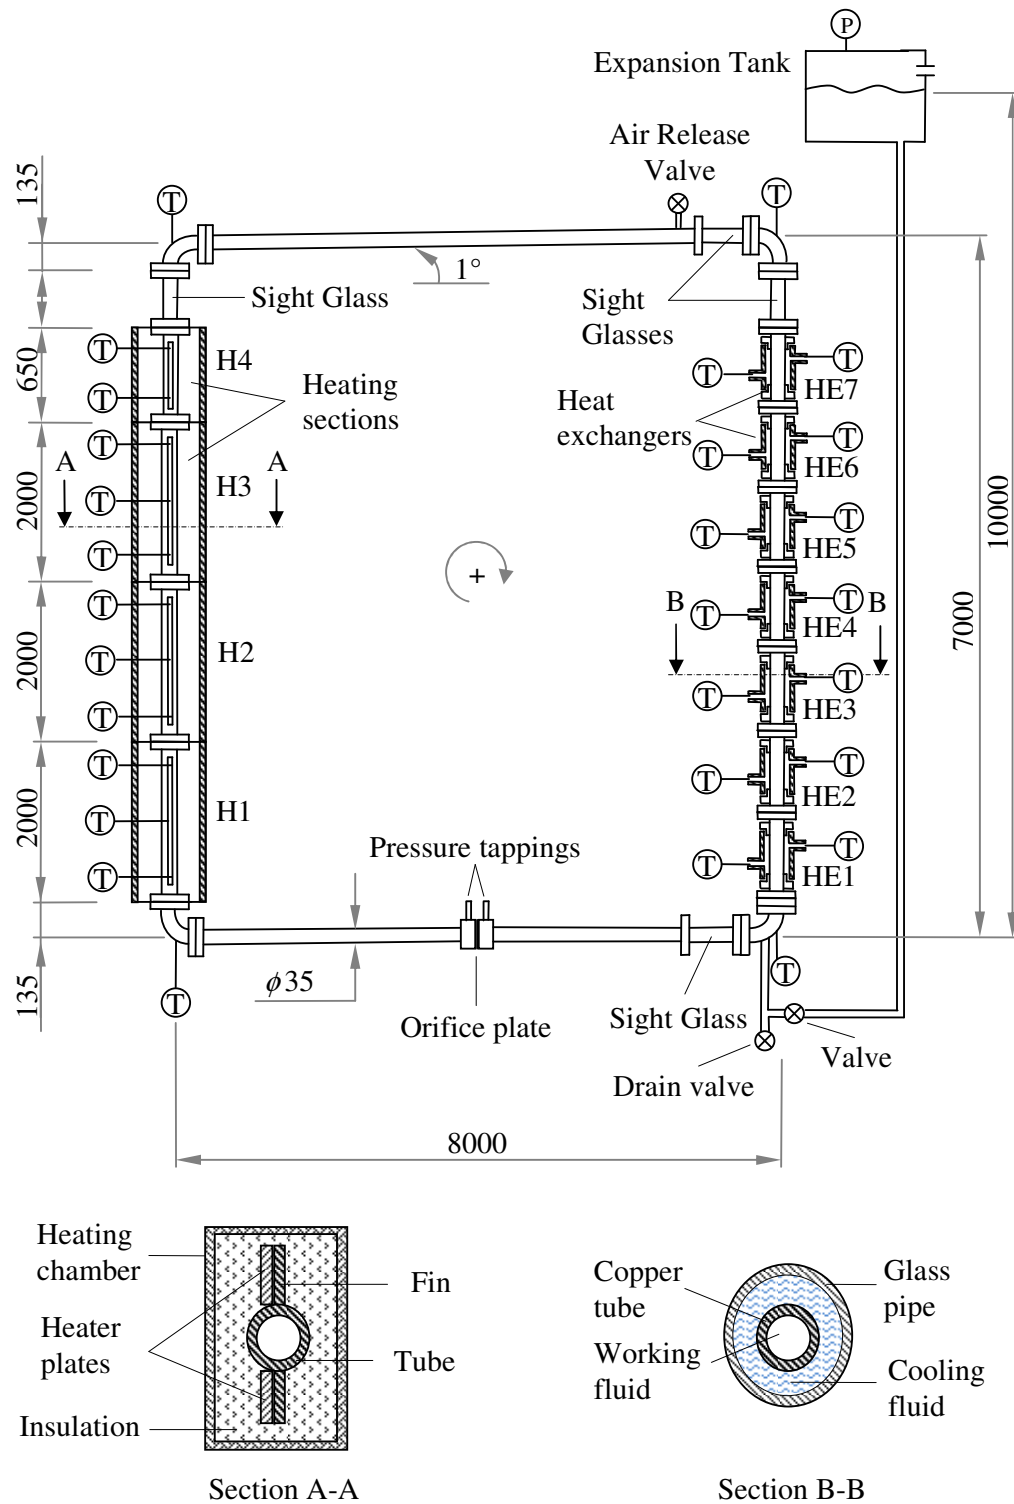 P
Expansion Tank
Air Release
Valve
135
T
T
1°
Sight Glass
Sight
Glasses
650
T
H4
T
T
T
HE7
T
Heating
sections
Heat
exchangers
T
T
T
HE6
A
A
2000
H3
T
10000
T
T
HE5
T
T
B
B
T
T
HE4
7000
2000
T
H2
T
T
HE3
T
T
T
T
HE2
2000
T
H1
Pressure tappings
T
T
T
HE1
135
ϕ35
T
T
Orifice plate
Sight Glass
Valve
Drain valve
8000
Heating
chamber
Fin
Heater
plates
Tube
Insulation
Section A-A
Copper
tube
Glass
pipe
Working
fluid
Cooling
fluid
Section B-B